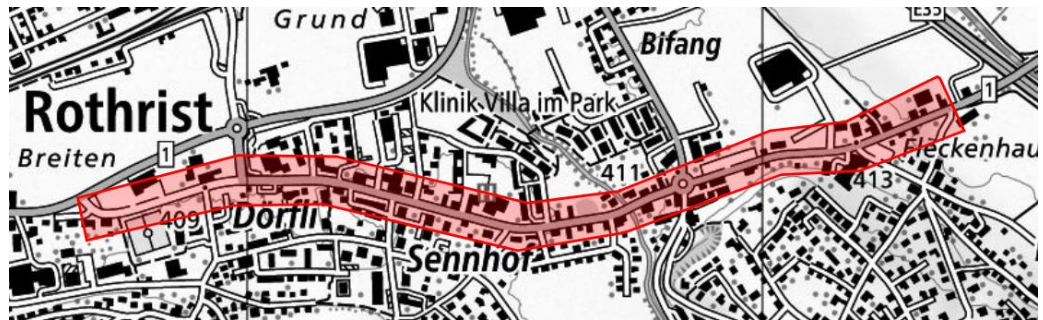 Grund
E35
Bifang
Rothrist
Klinik Villa im Park
1
Breiten
1
411
Fleckenhau
409
Dörfli
413
Sennhof